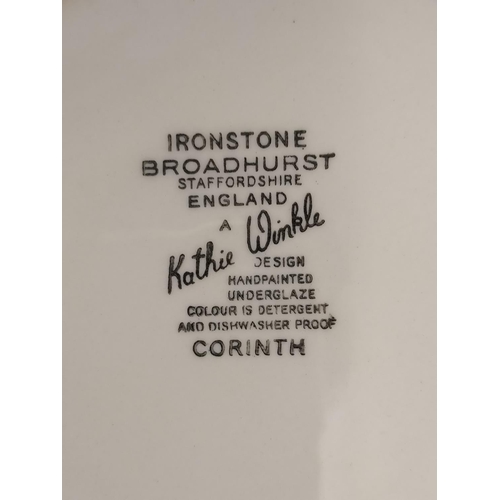 IRONSTONE
BROADHURST
STAFFORDSHIRE
ENGLAND
A
Kathie Winkle
DESIGN
HANDPAINTED
UNDERGLAZE
COLOUR IS DETERGENT
AND DISHWASHER PROOF
CORINTH